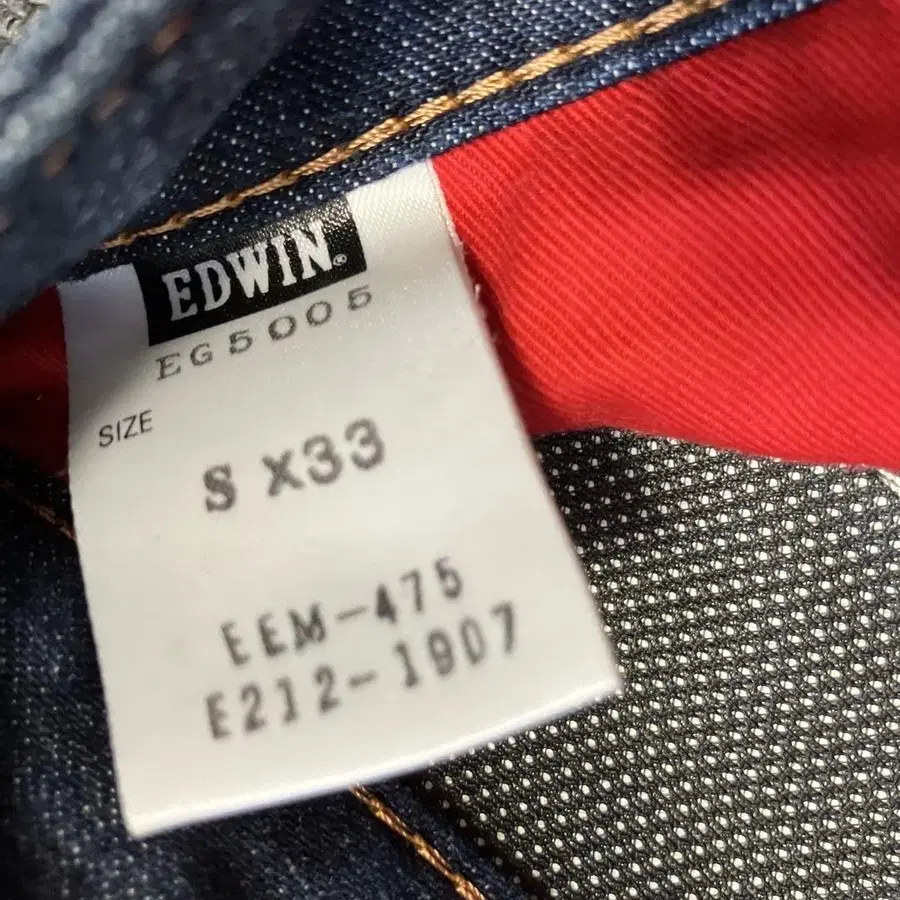 EDWIN®
EG5005
SIZE
S X33
EEM-475
E212-1907